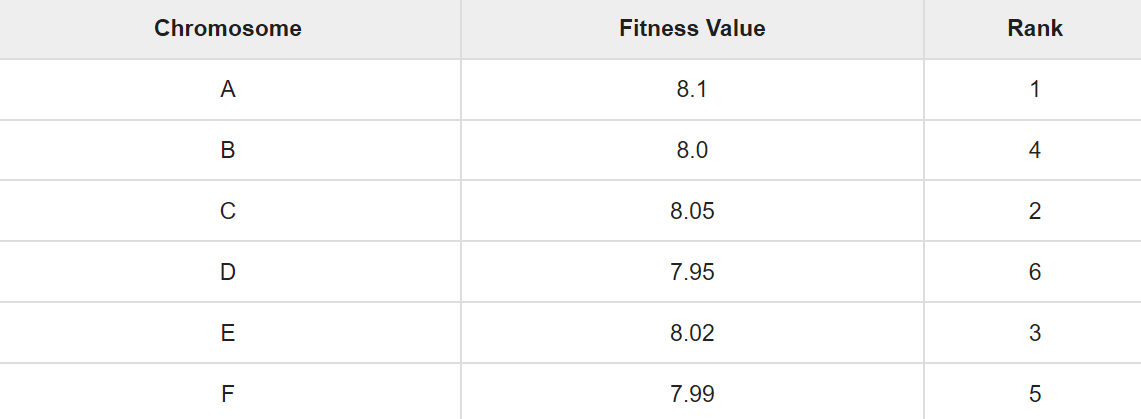 Chromosome Fitness Value Rank
A 8.1 1
B 8.0 4
C 8.05 2
D 7.95 6
E 8.02 3
F 7.99 5